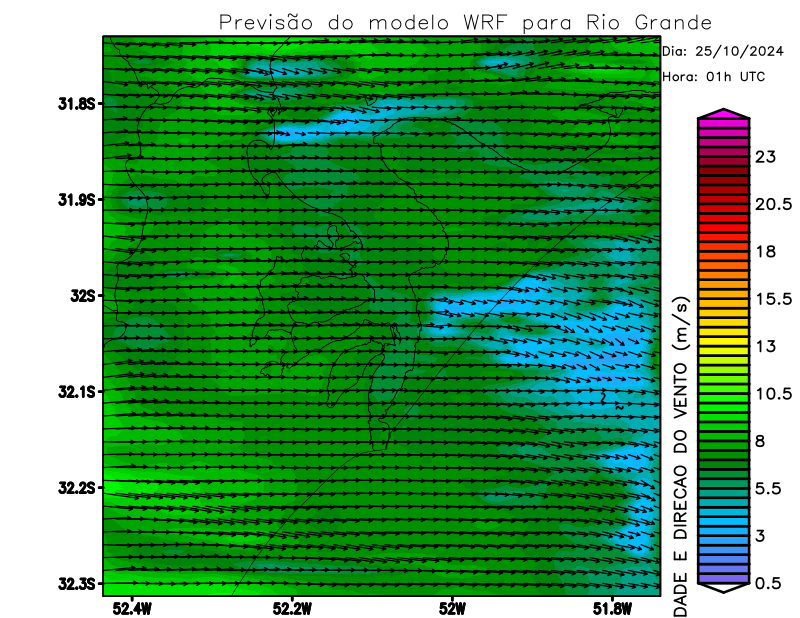 Previsão do modelo WRF para Rio Grande
Dia: 25/10/2024
Hora: 01h UTC
31.8S
31.9S
32S
32.1S
32.2S
32.3S
52.4W
52.2W
52W
51.8W
23
20.5
18
15.5
13
10.5
8
5.5
3
0.5
DADE E DIRECAO DO VENTO (m/s)